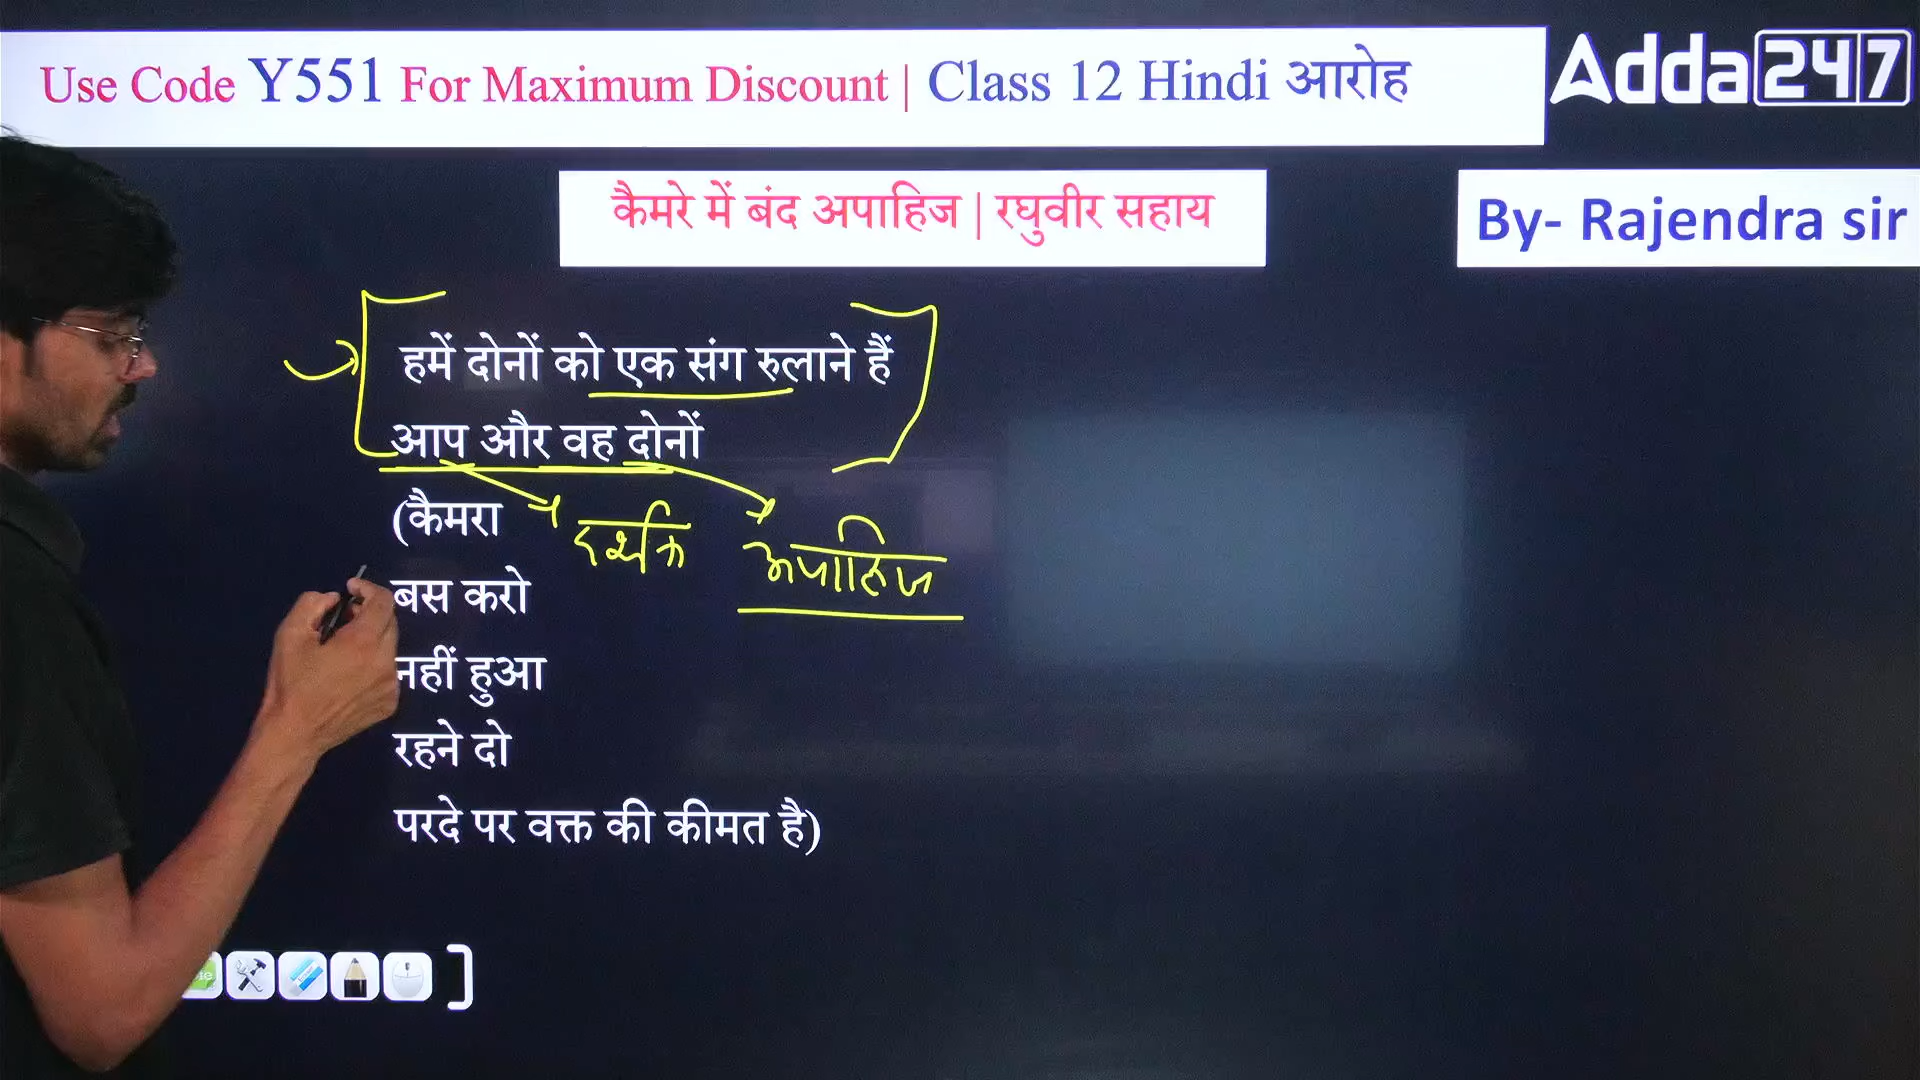 Use Code Y551 For Maximum Discount | Class 12 Hindi आरोह
Adda247
कैमरे में बंद अपाहिज | रघुवीर सहाय
By- Rajendra sir
हमें दोनों को एक संग रुलाने हैं
आप और वह दोनों
(कैमरा
दर्शक
अपाहिज
बस करो
नहीं हुआ
रहने दो
परदे पर वक्त की कीमत है)